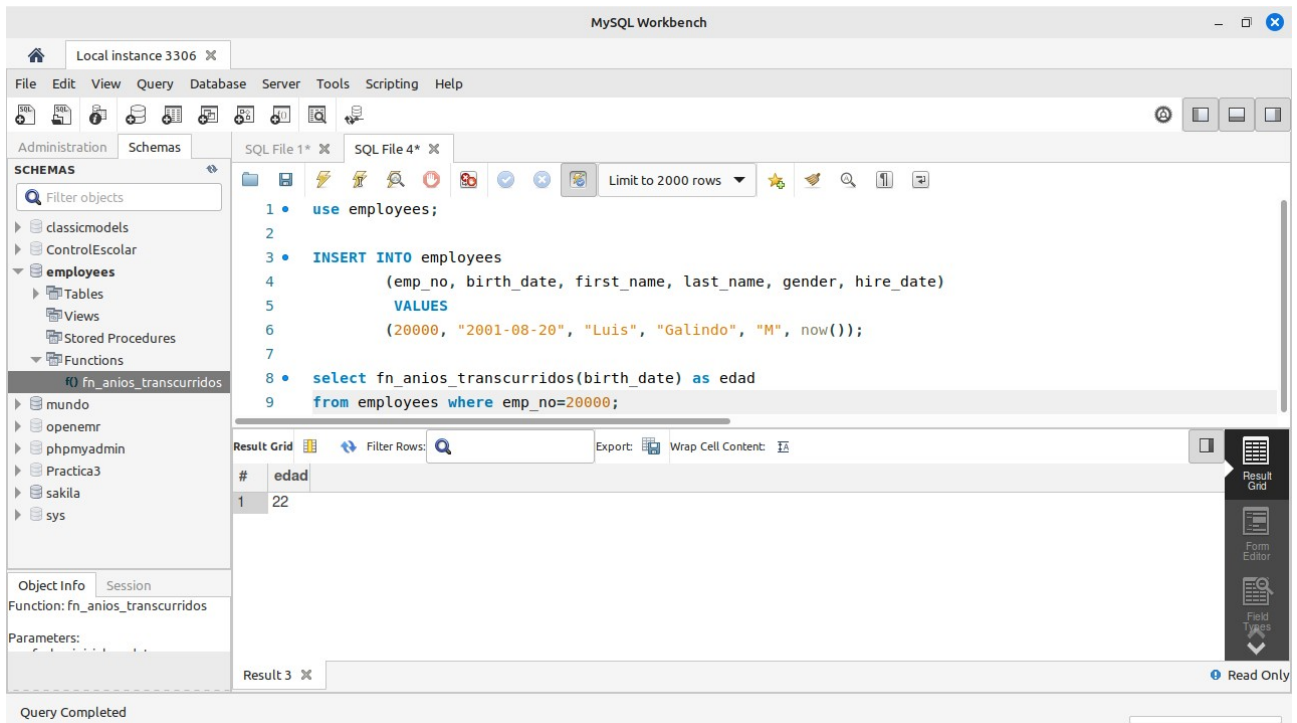 MySQL Workbench
Local instance 3306
File Edit View Query Database Server Tools Scripting Help
Administration Schemas
SQL File 1* SQL File 4*
SCHEMAS
Filter objects
Limit to 2000 rows
classicmodels
ControlEscolar
employees
Tables
Views
Stored Procedures
Functions
f() fn_anios_transcurridos
mundo
openemr
phpmyadmin
Practica3
sakila
sys
1 use employees;
2
3 INSERT INTO employees
4 (emp_no, birth_date, first_name, last_name, gender, hire_date)
5 VALUES
6 (20000, "2001-08-20", "Luis", "Galindo", "M", now());
7
8 select fn_anios_transcurridos(birth_date) as edad
9 from employees where emp_no=20000;
Result Grid Filter Rows: Export: Wrap Cell Content:
# edad
1 22
Result
Grid
Form
Editor
Field
Types
Object Info Session
Function: fn_anios_transcurridos
Parameters:
Result 3
Read Only
Query Completed